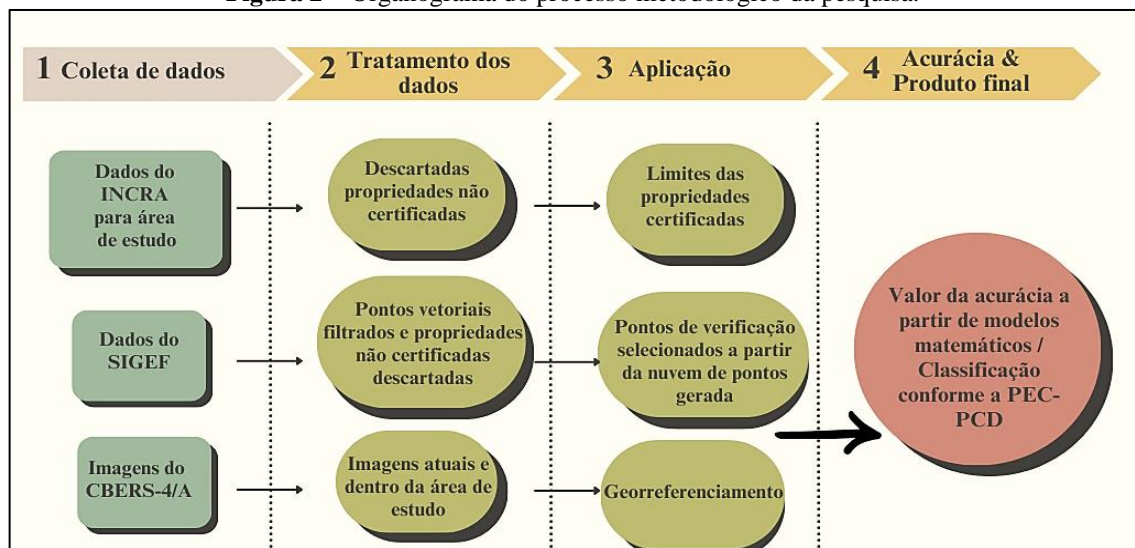 Figura 2 – Organograma do processo metodológico da pesquisa.
1 Coleta de dados
2 Tratamento dos
dados
3 Aplicação
4 Acurácia &
Produto final
Dados do
INCRA
para área
de estudo
Descartadas
propriedades não
certificadas
Limites das
propriedades
certificadas
Dados do
SIGEF
Pontos vetoriais
filtrados e propriedades
não certificadas
descartadas
Pontos de verificação
selecionados a partir
da nuvem de pontos
gerada
Imagens do
CBERS-4/A
Imagens atuais e
dentro da área de
estudo
Georreferenciamento
Valor da acurácia a
partir de modelos
matemáticos /
Classificação
conforme a PEC-
PCD